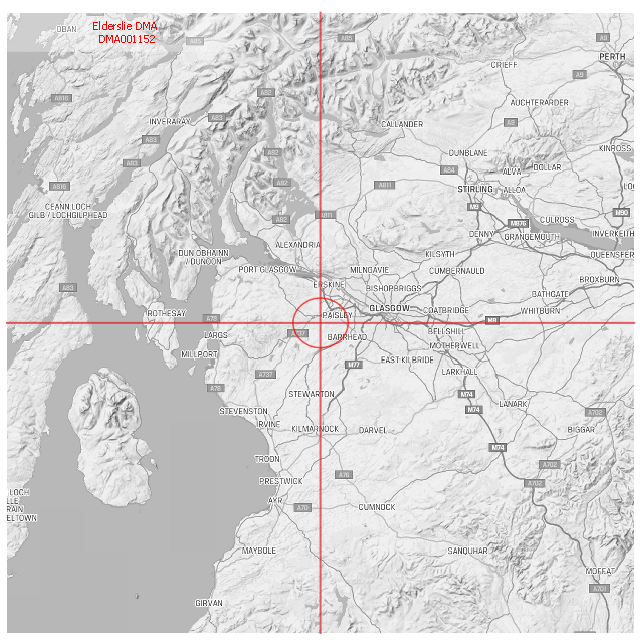 OBAN
Elderslie DMA
DMA001152
A85
A85
A9
PERTH
CRIEFF
A9
A82
A816
AUCHTERARDER
INVERARAY
A83
CALLANDER
A9
A83
KINROSS
A82
DUNBLANE
A83
A84
ALVA
DOLLAR
A816
A82
A811
STIRLING
ALLOA
CEANN LOCH
GILB / LOCHGILPHEAD
M9
M90
A82
A811
M876
CULROSS
DENNY
GRANGEMOUTH
INVERKEITH
ALEXANDRIA
DUN OBHAINN
/ DUNOON
KILSYTH
QUEENSFER
PORT GLASGOW
MILNGAVIE
CUMBERNAULD
ERSKINE
BISHOPBRIGGS
BROXBURN
A83
BATHGATE
ROTHESAY
A78
PAISLEY
GLASGOW
COATBRIDGE
WHITBURN
M8
LARGS
A737
BARRHEAD
BELLSHILL
MOTHERWELL
MILLPORT
M77
EAST KILBRIDE
A737
LARKHALL
A78
STEWARTON
M74
STEVENSTON
M74
LANARK
A702
IRVINE
KILMARNOCK
DARVEL
BIGGAR
M74
TROON
A702
A76
PRESTWICK
A702
LOCH
LLE
RAIN
ELTOWN
AYR
A70
CUMNOCK
MAYBOLE
SANQUHAR
MOFFAT
A701
GIRVAN